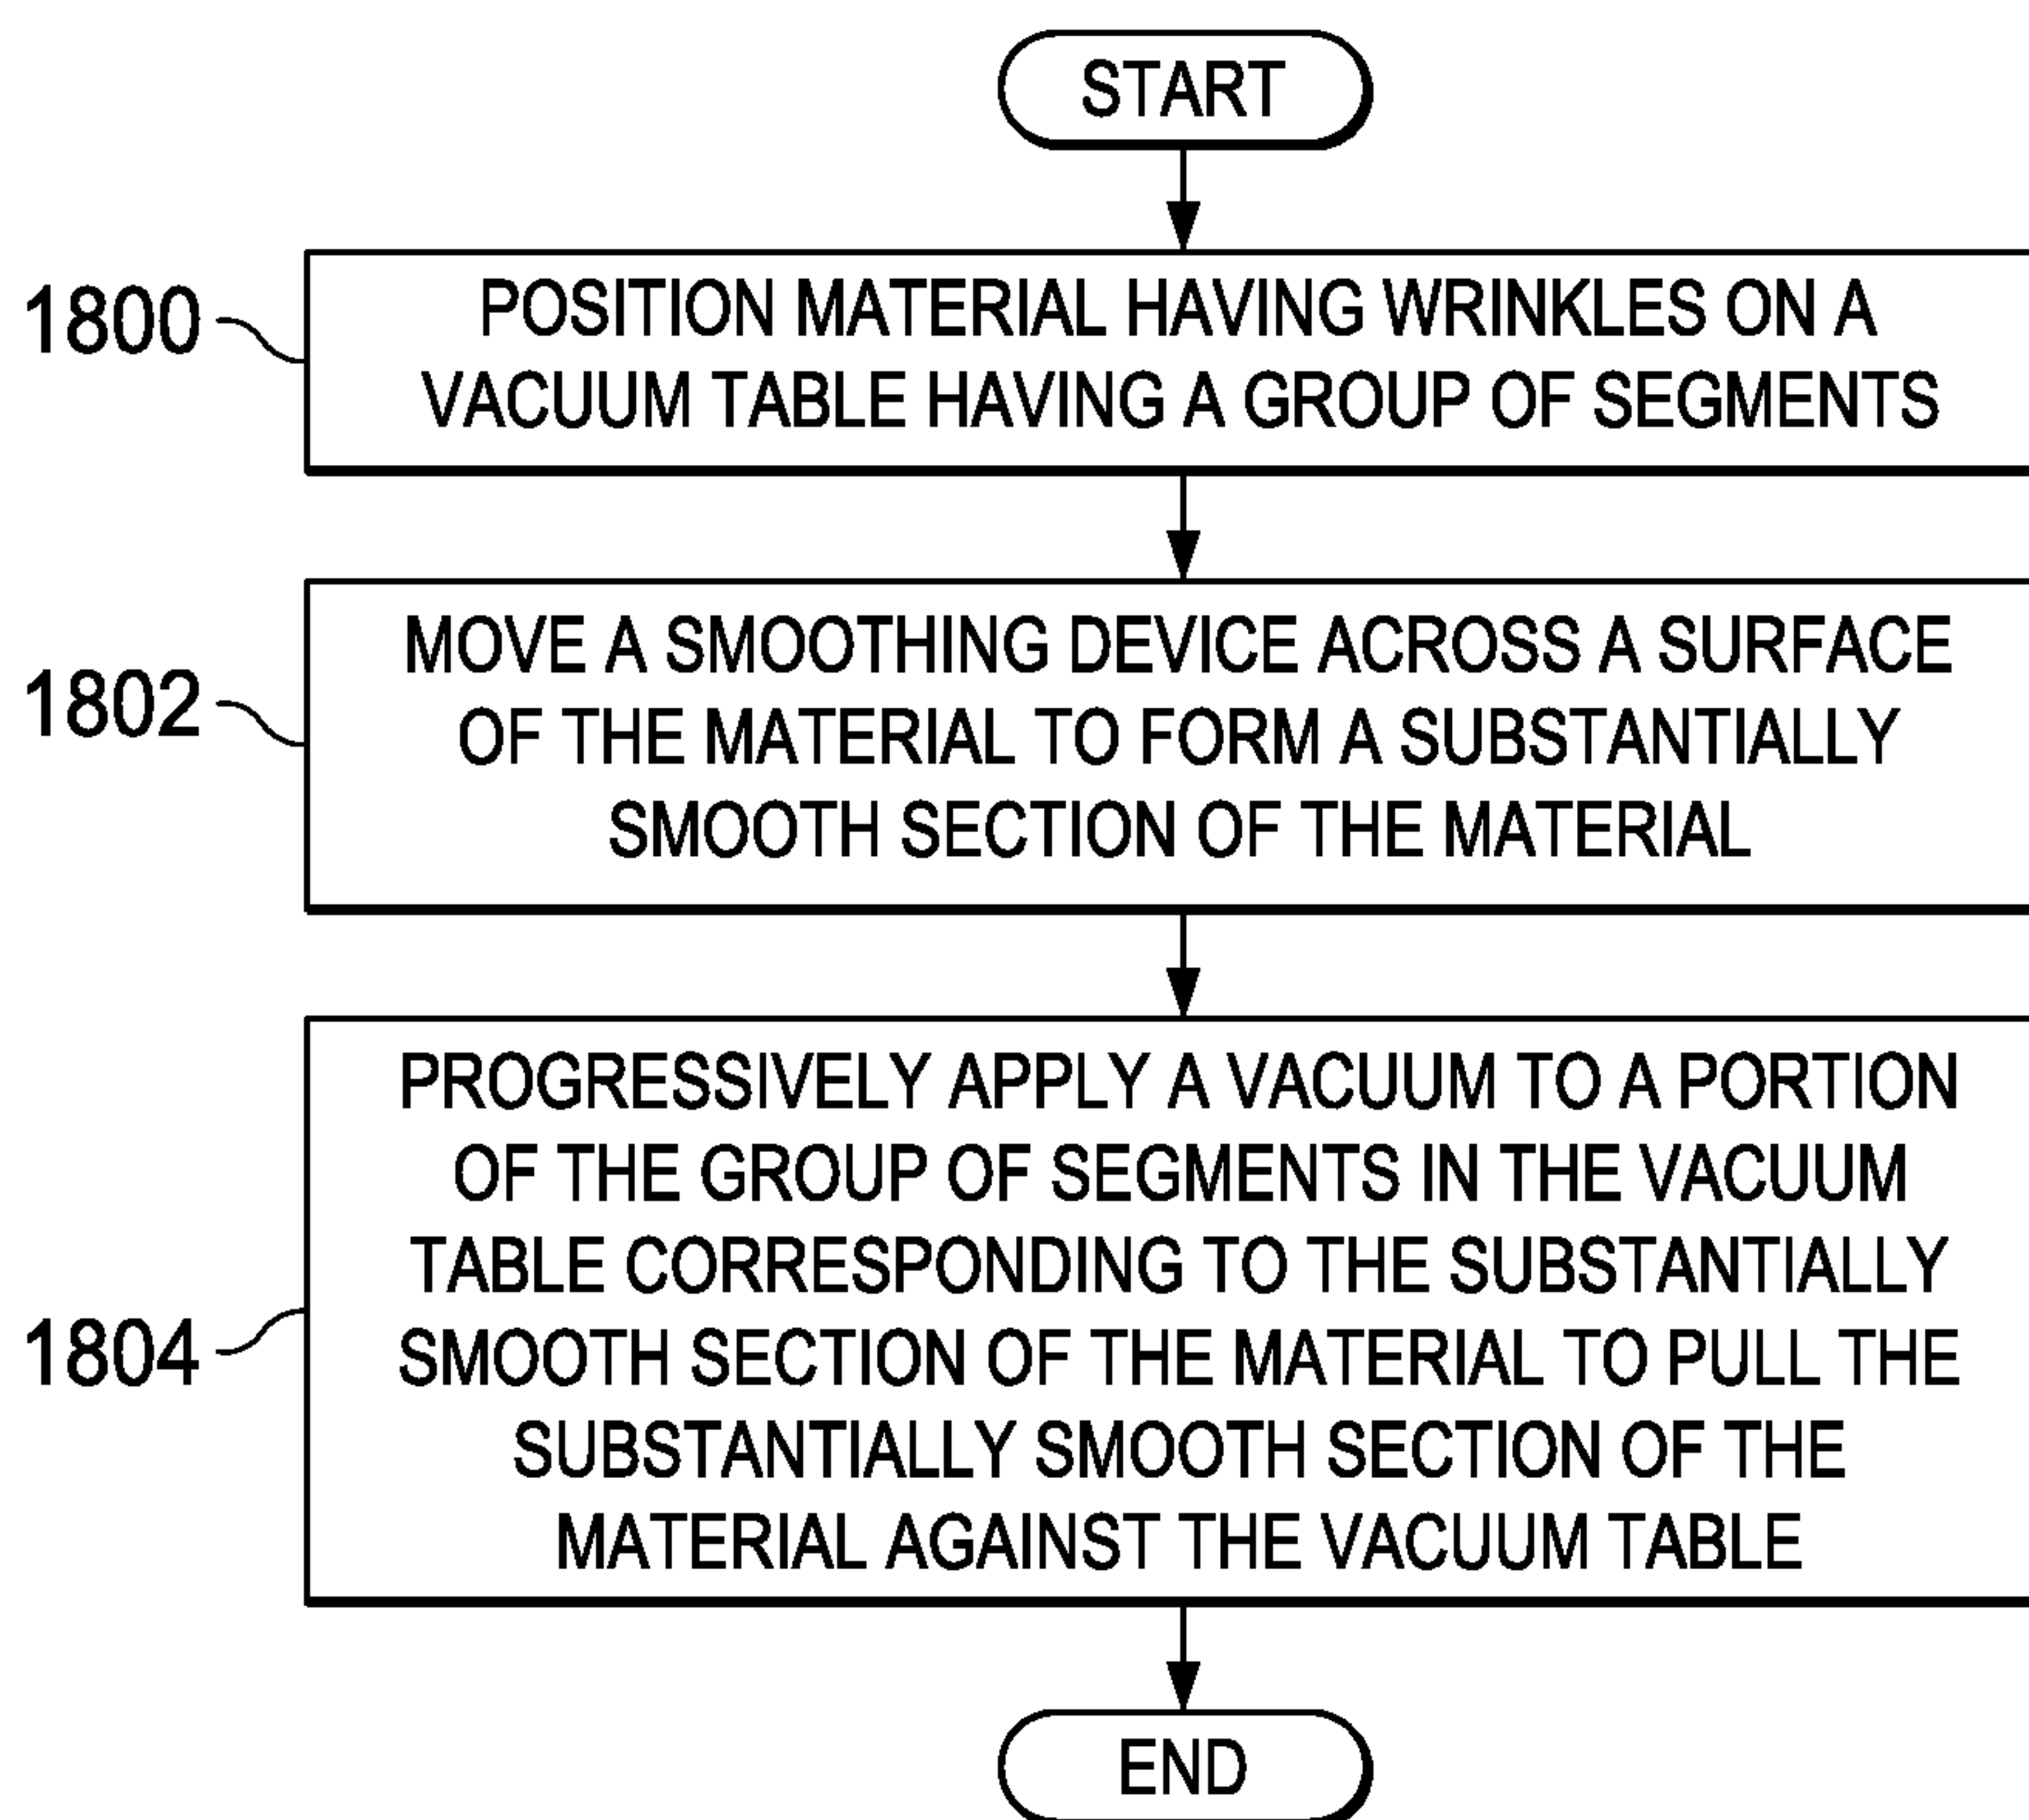 START
1800
POSITION MATERIAL HAVING WRINKLES ON A
VACUUM TABLE HAVING A GROUP OF SEGMENTS
1802
MOVE A SMOOTHING DEVICE ACROSS A SURFACE
OF THE MATERIAL TO FORM A SUBSTANTIALLY
SMOOTH SECTION OF THE MATERIAL
1804
PROGRESSIVELY APPLY A VACUUM TO A PORTION
OF THE GROUP OF SEGMENTS IN THE VACUUM
TABLE CORRESPONDING TO THE SUBSTANTIALLY
SMOOTH SECTION OF THE MATERIAL TO PULL THE
SUBSTANTIALLY SMOOTH SECTION OF THE
MATERIAL AGAINST THE VACUUM TABLE
END